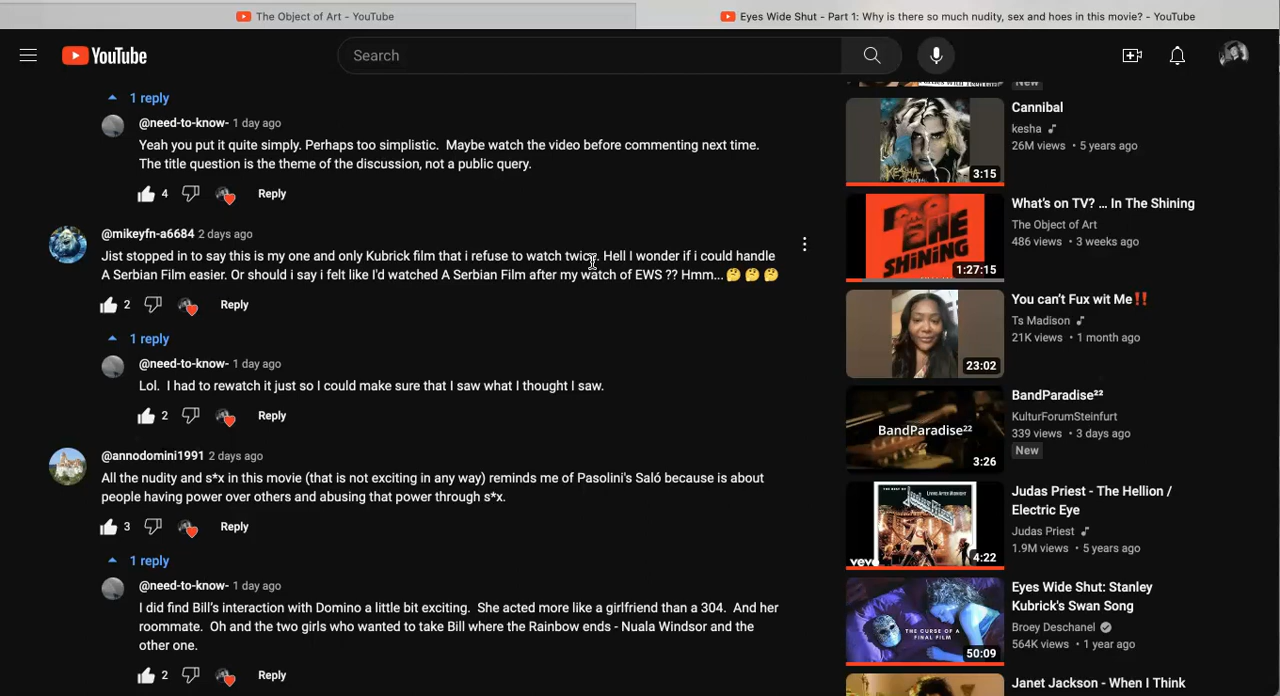 The Object of Art - YouTube
Eyes Wide Shut - Part 1: Why is there so much nudity, sex and hoes in this movie? - YouTube
YouTube
Search
1 reply
@need-to-know- 1 day ago
Yeah you put it quite simply. Perhaps too simplistic. Maybe watch the video before commenting next time.
The title question is the theme of the discussion, not a public query.
4 Reply
@mikeyfn-a6684 2 days ago
Jist stopped in to say this is my one and only Kubrick film that i refuse to watch twice. Hell I wonder if i could handle
A Serbian Film easier. Or should i say i felt like I'd watched A Serbian Film after my watch of EWS ?? Hmm... 🤔 🤔 🤔
2 Reply
1 reply
@need-to-know- 1 day ago
Lol. I had to rewatch it just so I could make sure that I saw what I thought I saw.
2 Reply
@annodomini1991 2 days ago
All the nudity and s*x in this movie (that is not exciting in any way) reminds me of Pasolini's Saló because is about
people having power over others and abusing that power through s*x.
3 Reply
1 reply
@need-to-know- 1 day ago
I did find Bill's interaction with Domino a little bit exciting. She acted more like a girlfriend than a 304. And her
roommate. Oh and the two girls who wanted to take Bill where the Rainbow ends - Nuala Windsor and the
other one.
2 Reply
New
Cannibal
kesha
26M views • 5 years ago
3:15
What's on TV? ... In The Shining
The Object of Art
486 views • 3 weeks ago
THE
SHiNiNG
1:27:15
You can't Fux wit Me‼️
Ts Madison
21K views • 1 month ago
23:02
BandParadise²²
KulturForumSteinfurt
339 views • 3 days ago
New
BandParadise²²
3:26
Judas Priest - The Hellion /
Electric Eye
Judas Priest
1.9M views • 5 years ago
vevo
4:22
Eyes Wide Shut: Stanley
Kubrick's Swan Song
Broey Deschanel
564K views • 1 year ago
THE CURSE OF A
FINAL FILM
50:09
Janet Jackson - When I Think